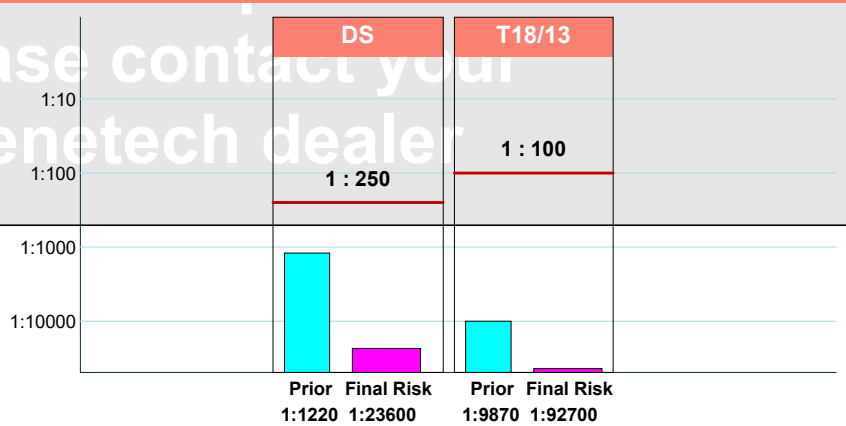 DS
T18/13
ase contact your
1:10
enetech dealer
1 : 100
1:100
1 : 250
1:1000
1:10000
Prior Final Risk
Prior Final Risk
1:1220 1:23600
1:9870 1:92700